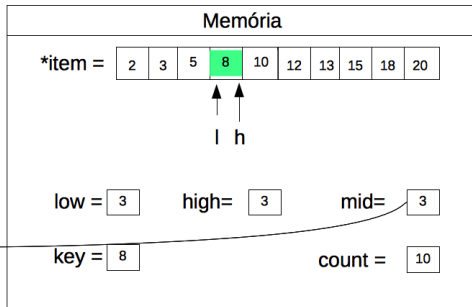 Memória
*item = 2 3 5 8 10 12 13 15 18 20
l h
low = 3 high= 3 mid= 3
key = 8 count = 10